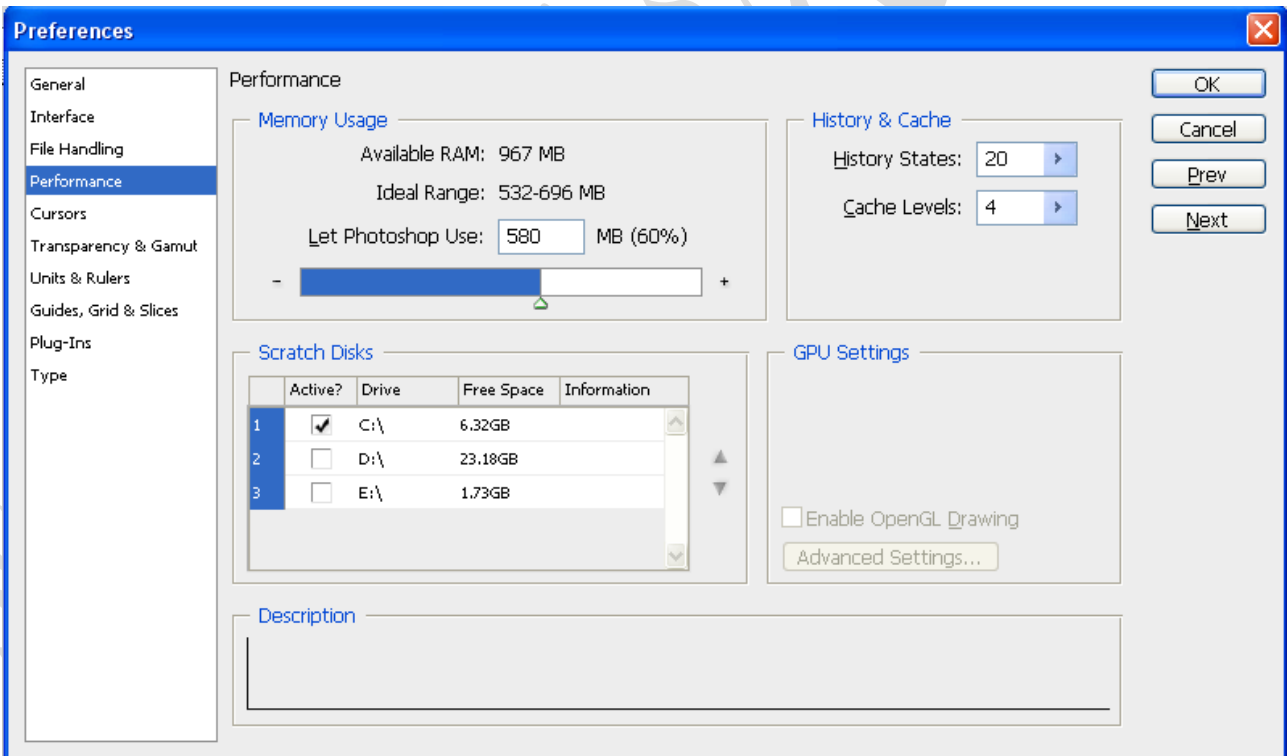 Preferences
General
Interface
File Handling
Performance
Cursors
Transparency & Gamut
Units & Rulers
Guides, Grid & Slices
Plug-Ins
Type
Performance
Memory Usage
Available RAM: 967 MB
Ideal Range: 532-696 MB
Let Photoshop Use: 580 MB (60%)
- +
History & Cache
History States: 20
Cache Levels: 4
OK
Cancel
Prev
Next
Scratch Disks
Active? Drive Free Space Information
1 C:\ 6.32GB
2 D:\ 23.18GB
3 E:\ 1.73GB
GPU Settings
Enable OpenGL Drawing
Advanced Settings...
Description